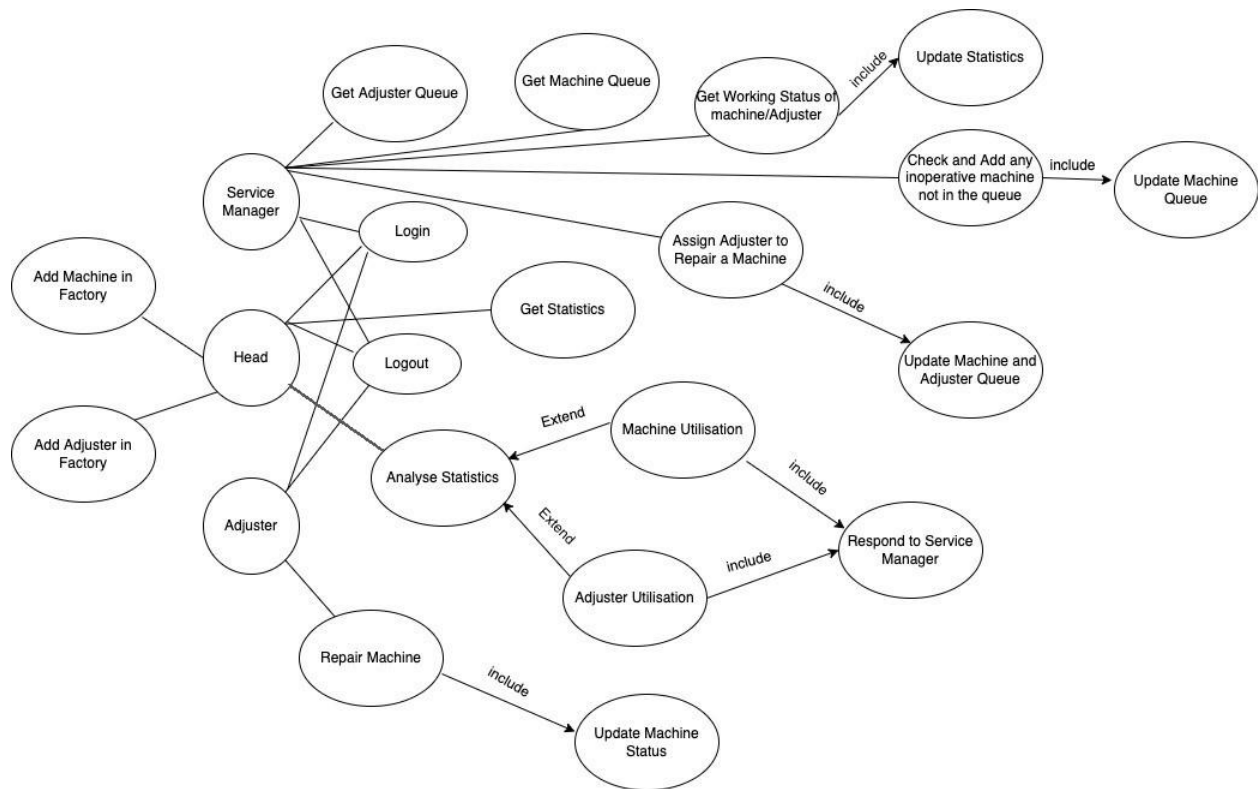 Get Adjuster Queue
Get Machine Queue
Get Working Status of
machine/Adjuster
include
Update Statistics
Service
Manager
Check and Add any
inoperative machine
not in the queue
include
Update Machine
Queue
Login
Assign Adjuster to
Repair a Machine
include
Update Machine and
Adjuster Queue
Add Machine in
Factory
Head
Get Statistics
Logout
Add Adjuster in
Factory
Analyse Statistics
Extend
Machine Utilisation
include
Extend
Adjuster Utilisation
include
Respond to Service
Manager
Adjuster
Repair Machine
include
Update Machine
Status